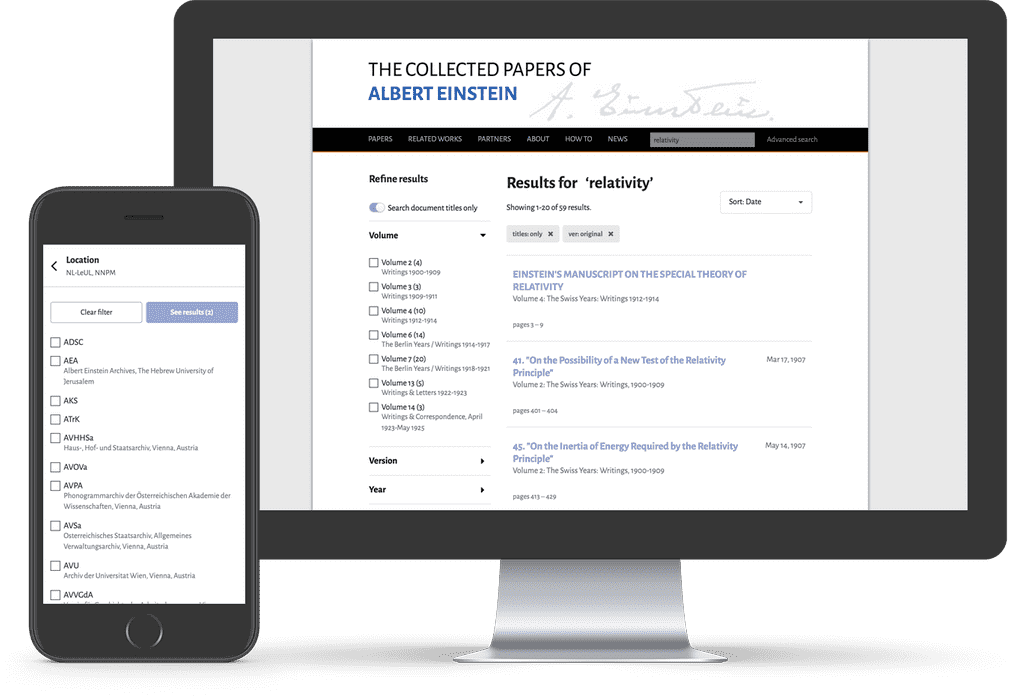 THE COLLECTED PAPERS OF
ALBERT EINSTEIN
A. Einstein.
PAPERS RELATED WORKS PARTNERS ABOUT HOW TO NEWS relativity Advanced search
Refine results
Search document titles only
Volume
Volume 2 (4)
Writings 1900-1909
Volume 3 (3)
Writings 1909-1911
Volume 4 (10)
Writings 1912-1914
Volume 6 (14)
The Berlin Years / Writings 1914-1917
Volume 7 (20)
The Berlin Years / Writings 1918-1921
Volume 13 (5)
Writings & Letters 1922-1923
Volume 14 (3)
Writings & Correspondence, April
1923-May 1925
Version
Year
Results for ‘relativity’
Showing 1-20 of 59 results.
Sort: Date
titles: only ✖ ver: original ✖
EINSTEIN'S MANUSCRIPT ON THE SPECIAL THEORY OF
RELATIVITY
Volume 4: The Swiss Years: Writings 1912-1914
pages 3 – 9
41. "On the Possibility of a New Test of the Relativity
Principle"
Mar 17, 1907
Volume 2: The Swiss Years: Writings, 1900-1909
pages 401 – 404
45. "On the Inertia of Energy Required by the Relativity
Principle"
May 14, 1907
Volume 2: The Swiss Years: Writings, 1900-1909
pages 413 – 429
Location
NL-LeUL, NNPM
Clear filter See results (2)
ADSC
AEA
Albert Einstein Archives, The Hebrew University of
Jerusalem
AKS
ATrK
AVHHSa
Haus-, Hof- und Staatsarchiv, Vienna, Austria
AVOVa
AVPA
Phonogrammarchiv der Österreichischen Akademie der
Wissenschaften, Vienna, Austria
AVSa
Österreichisches Staatsarchiv, Allgemeines
Verwaltungsarchiv, Vienna, Austria
AVU
Archiv der Universitat Wien, Vienna, Austria
AVVGdA